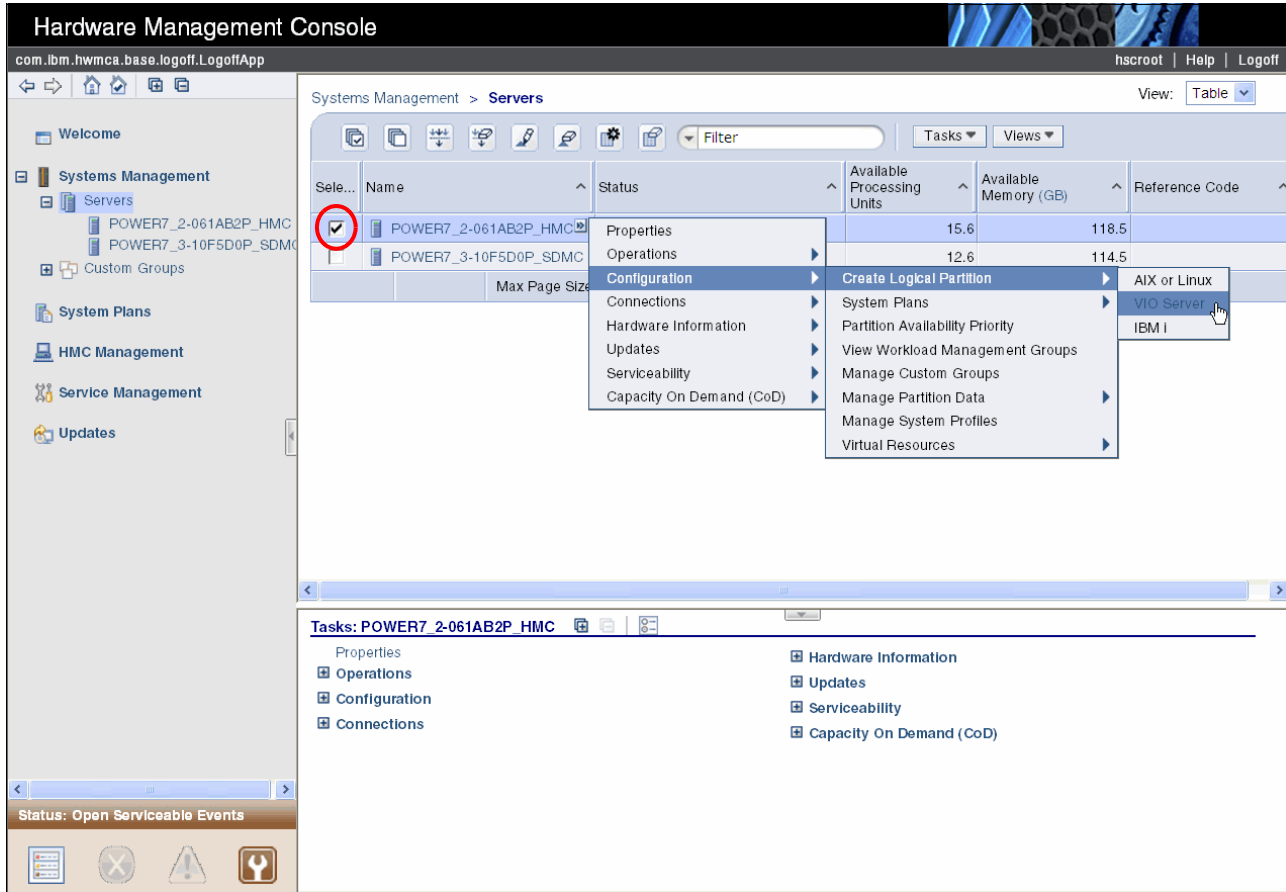 Hardware Management Console
com.ibm.hwmca.base.logoff.LogoffApp
hscroot | Help | Logoff
Welcome
Systems Management
Servers
POWER7_2-061AB2P_HMC
POWER7_3-10F5D0P_SDMC
Custom Groups
System Plans
HMC Management
Service Management
Updates
Status: Open Serviceable Events
Systems Management > Servers
View: Table
Filter
Tasks
Views
Sele... Name Status Available Processing Units Available Memory (GB) Reference Code
POWER7_2-061AB2P_HMC 15.6 118.5
POWER7_3-10F5D0P_SDMC 12.6 114.5
Max Page Size
Properties
Operations
Configuration
Connections
Hardware Information
Updates
Serviceability
Capacity On Demand (CoD)
Create Logical Partition
System Plans
Partition Availability Priority
View Workload Management Groups
Manage Custom Groups
Manage Partition Data
Manage System Profiles
Virtual Resources
AIX or Linux
VIO Server
IBM i
Tasks: POWER7_2-061AB2P_HMC
Properties
Operations
Configuration
Connections
Hardware Information
Updates
Serviceability
Capacity On Demand (CoD)